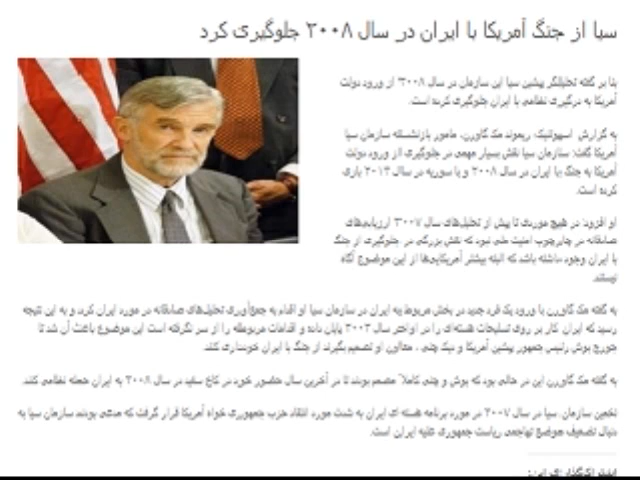 سیا از جنگ آمریکا با ایران در سال ۲۰۰۸ جلوگیری کرد
بنا بر گفته تحلیلگر پیشین سیا این سازمان در سال ۲۰۰۸ از ورود دولت
آمریکا به درگیری نظامی با ایران جلوگیری کرده است.
به گزارش اسپوتنیک، ریموند مک گاورن، مامور بازنشسته سازمان سیا
آمریکا گفت: سازمان سیا نقش بسیار مهمی در جلوگیری از ورود دولت
آمریکا به جنگ با ایران در سال ۲۰۰۸ و با سوریه در سال ۲۰۱۳ بازی
کرده است.
او افزود: در هیچ موردی تا پیش از تحلیل‌های سال ۲۰۰۷ ارزیابی‌های
صادقانه در چارچوب امنیت ملی نبود که نقش بزرگی در جلوگیری از جنگ
با ایران وجود داشته باشد که البته بیشتر آمریکایی‌ها از این موضوع آگاه
نیستند.
به گفته مک گاورن با ورود یک فرد جدید در بخش مربوط به ایران در سازمان سیا او اقدام به جمع‌آوری تحلیل‌های صادقانه در مورد ایران کرد و به این نتیجه
رسید که ایران کار بر روی تسلیحات هسته‌ای را در اواخر سال ۲۰۰۳ پایان داده و اقدامات مربوطه را از سر نگرفته است این موضوع باعث آن شد تا
جورج بوش رئیس جمهور پیشین آمریکا و دیک چنی ، معاون او تصمیم بگیرند از جنگ با ایران خودداری کند.
به گفته مک گاورن این در حالی بود که بوش و چنی کاملاً مصمم بودند تا در آخرین سال حضور خود در کاخ سفید در سال ۲۰۰۸ به ایران حمله نظامی کنند.
تخمین سازمان سیا در سال ۲۰۰۷ در مورد برنامه هسته ای ایران به شدت مورد انتقاد حزب جمهوری خواه آمریکا قرار گرفت که مدعی بودند سازمان سیا به
دنبال تضعیف موضع تهاجمی ریاست جمهوری علیه ایران است.